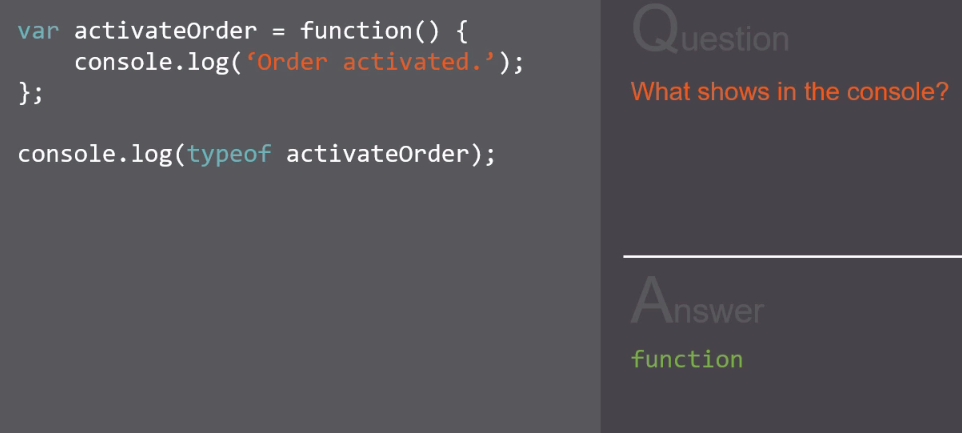 var activateOrder = function() {
    console.log(‘Order activated.’);
};
console.log(typeof activateOrder);
Question
What shows in the console?
Answer
function